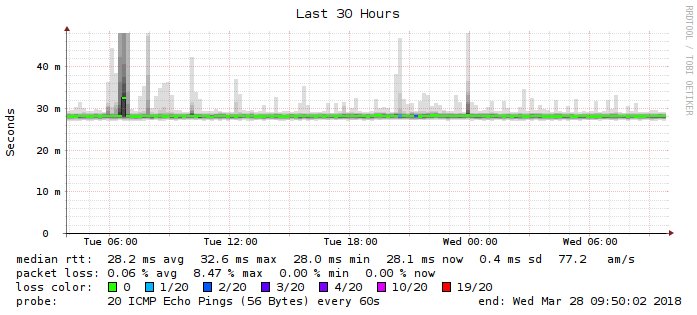 Last 30 Hours
RRDTOOL / TOBI OETIKER
Seconds
40 m
30 m
20 m
10 m
0
Tue 06:00 Tue 12:00 Tue 18:00 Wed 00:00 Wed 06:00
median rtt: 28.2 ms avg 32.6 ms max 28.0 ms min 28.1 ms now 0.4 ms sd 77.2 am/s
packet loss: 0.06 % avg 8.47 % max 0.00 % min 0.00 % now
loss color: 0 1/20 2/20 3/20 4/20 10/20 19/20
probe: 20 ICMP Echo Pings (56 Bytes) every 60s end: Wed Mar 28 09:50:02 2018